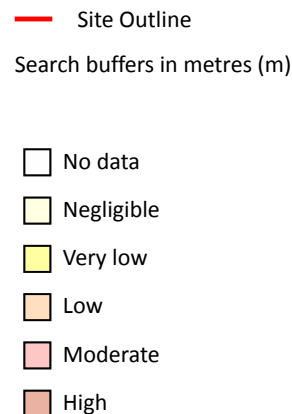 Site Outline
Search buffers in metres (m)
No data
Negligible
Very low
Low
Moderate
High